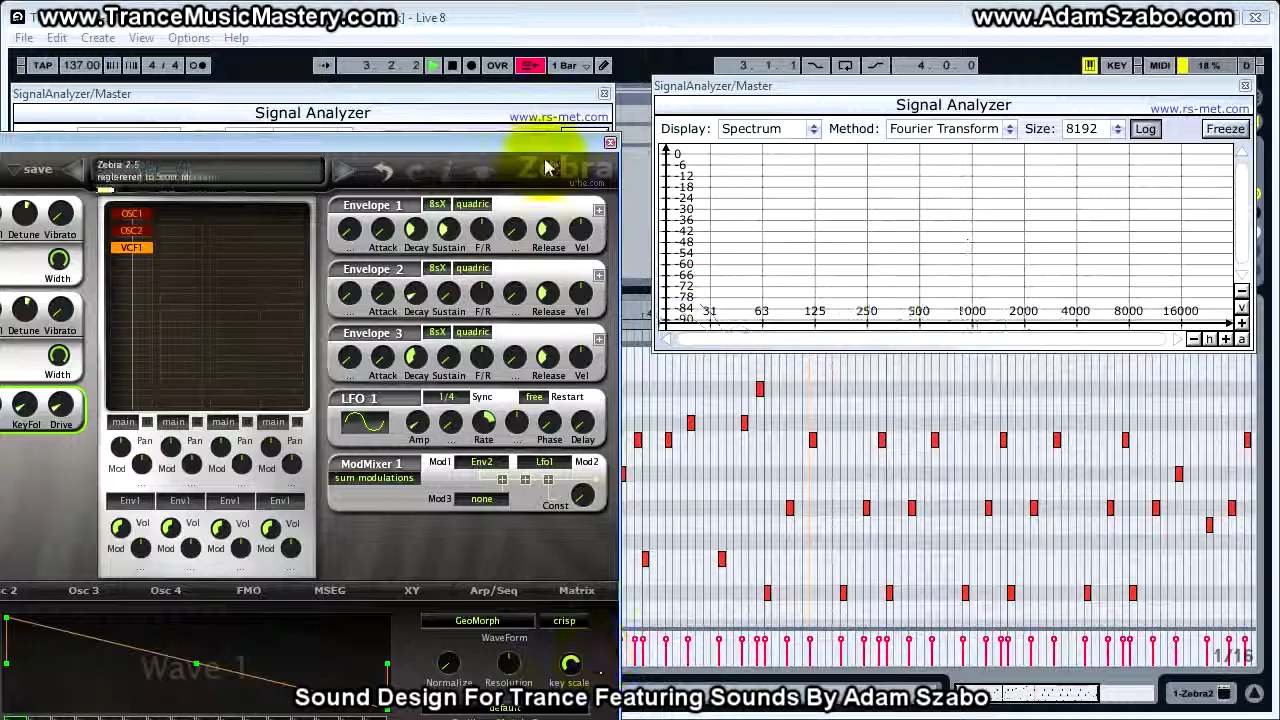 www.TranceMusicMastery.com k] - Live 8 www.AdamSzabo.com
File Edit Create View Options Help
TAP 137.00 4 / 4 3. 2. 2 OVR 1 Bar 3. 1. 1 4. 0. 0 KEY MIDI 18 % D
SignalAnalyzer/Master
Signal Analyzer
www.rs-met.com
SignalAnalyzer/Master
Signal Analyzer
www.rs-met.com
Display: Spectrum Method: Fourier Transform Size: 8192 Log Freeze
0
-6
-12
-18
-24
-30
-36
-42
-48
-54
-60
-66
-72
-78
-84
-90
31 63 125 250 500 1000 2000 4000 8000 16000
- v + - h + a
save Zebra 2.5 Zebra
u-he.com
Detune Vibrato
Width
Detune Vibrato
Width
KeyFol Drive
OSC1
OSC2
VCF1
main main main main
Pan Pan Pan Pan
Mod Mod Mod Mod
Env1 Env1 Env1 Env1
Vol Vol Vol Vol
Mod Mod Mod Mod
Envelope 1 8sX quadric
... Attack Decay Sustain F/R ... Release Vel
Envelope 2 8sX quadric
... Attack Decay Sustain F/R ... Release Vel
Envelope 3 8sX quadric
... Attack Decay Sustain F/R ... Release Vel
LFO 1 1/4 Sync free Restart
Amp ... Rate ... Phase Delay
ModMixer 1 Mod1 Env2 Lfo1 Mod2
sum modulations
Mod3 none Const
c 2 Osc 3 Osc 4 FMO MSEG XY Arp/Seq Matrix
Wave 1
GeoMorph crisp
WaveForm
Normalize Resolution key scale
default
1/16
1-Zebra2
Sound Design For Trance Featuring Sounds By Adam Szabo